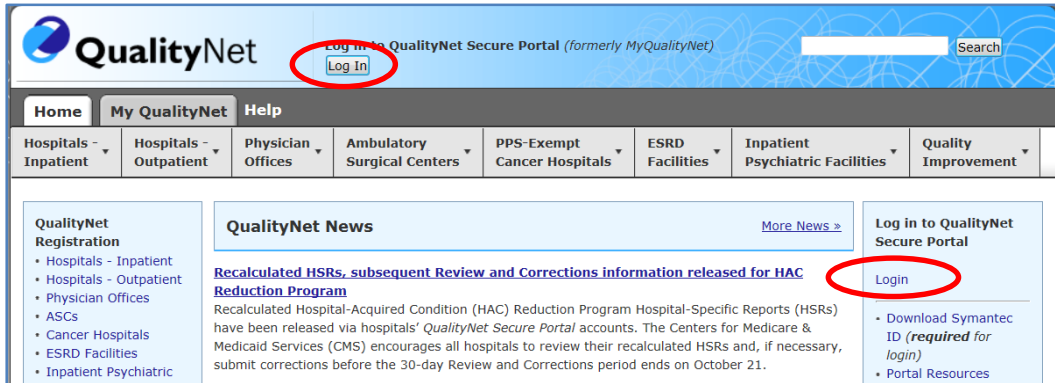 QualityNet
Log in to QualityNet Secure Portal (formerly MyQualityNet)
Log In
Search
Home
My QualityNet
Help
Hospitals -
Inpatient
Hospitals -
Outpatient
Physician
Offices
Ambulatory
Surgical Centers
PPS-Exempt
Cancer Hospitals
ESRD
Facilities
Inpatient
Psychiatric Facilities
Quality
Improvement
QualityNet
Registration
• Hospitals - Inpatient
• Hospitals - Outpatient
• Physician Offices
• ASCs
• Cancer Hospitals
• ESRD Facilities
• Inpatient Psychiatric
QualityNet News
More News »
Recalculated HSRs, subsequent Review and Corrections information released for HAC
Reduction Program
Recalculated Hospital-Acquired Condition (HAC) Reduction Program Hospital-Specific Reports (HSRs)
have been released via hospitals' QualityNet Secure Portal accounts. The Centers for Medicare &
Medicaid Services (CMS) encourages all hospitals to review their recalculated HSRs and, if necessary,
submit corrections before the 30-day Review and Corrections period ends on October 21.
Log in to QualityNet
Secure Portal
Login
• Download Symantec
ID (required for
login)
• Portal Resources